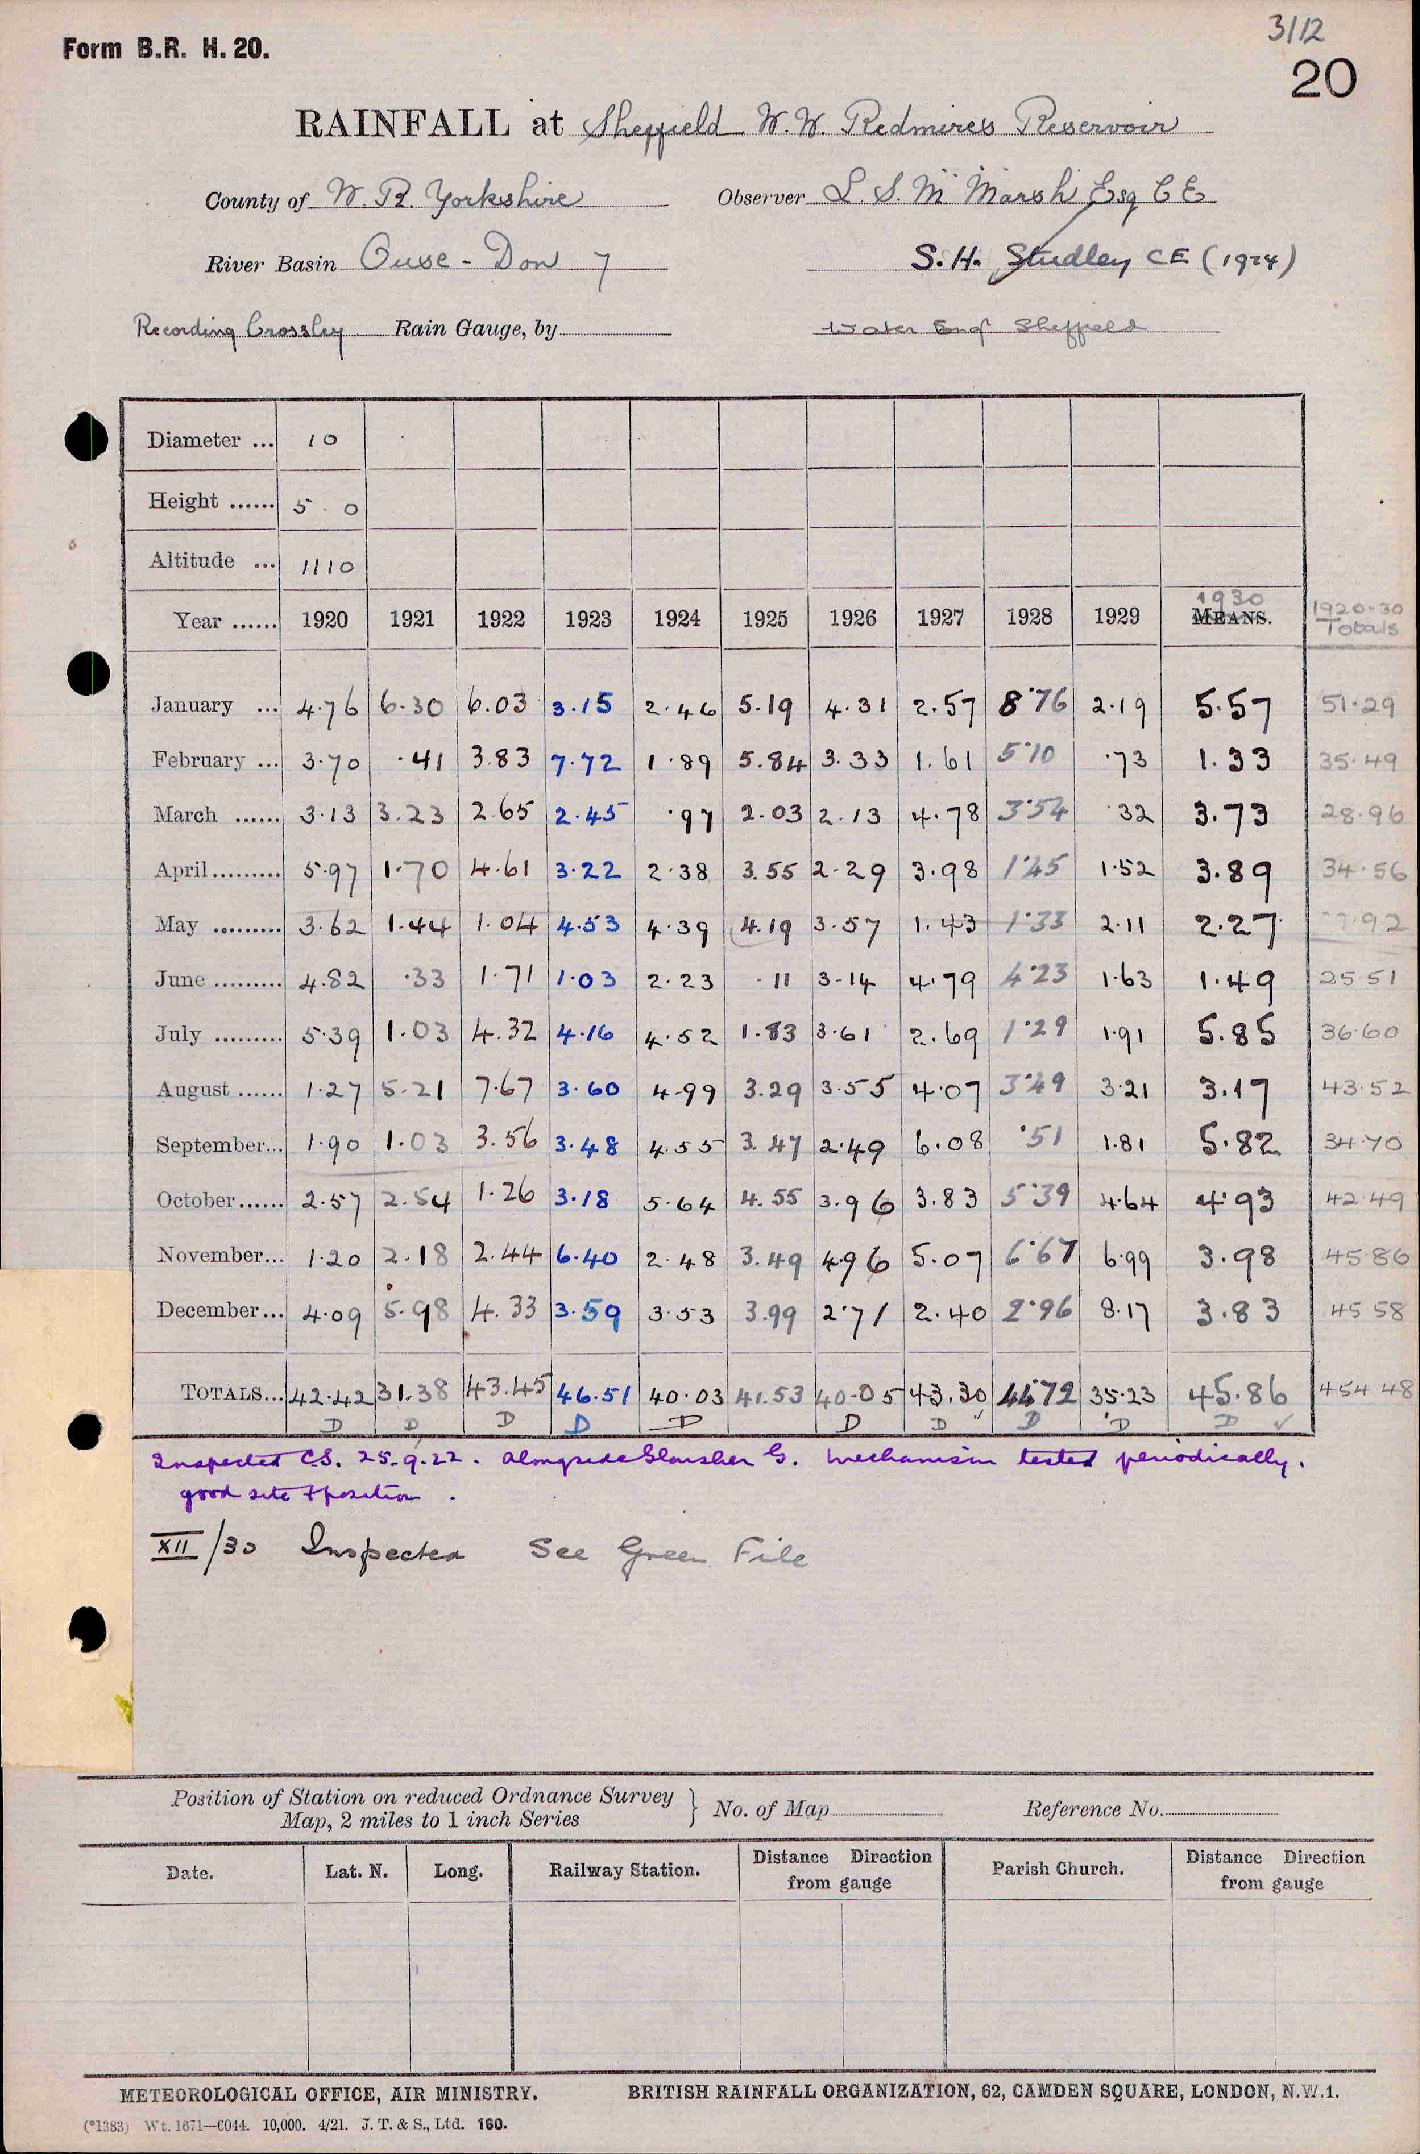 3/12
Form B.R. H. 20.
20
RAINFALL at Sheffield W.W. Redmires Reservoir
County of W. R. Yorkshire Observer L. S. M Marsh Esq C E
River Basin Ouse - Don 7 S. H. Studley CE (1924)
Recording Crossley Rain Gauge, by Water Engr Sheffield
Diameter ... 10
Height ...... 5 . 0
Altitude ... 1110
Year ...... 1920 1921 1922 1923 1924 1925 1926 1927 1928 1929 1930 MEANS. 1920-30 Totals
January ... 4.76 6.30 6.03 3.15 2.46 5.19 4.31 2.57 8.76 2.19 5.57 51.29
February ... 3.70 .41 3.83 7.72 1.89 5.84 3.33 1.61 5.10 .73 1.33 35.49
March ...... 3.13 3.23 2.65 2.45 .97 2.03 2.13 4.78 3.54 .32 3.73 28.96
April ......... 5.97 1.70 4.61 3.22 2.38 3.55 2.29 3.98 1.45 1.52 3.89 34.56
May ......... 3.62 1.44 1.04 4.53 4.39 4.19 3.57 1.43 1.33 2.11 2.27 9.92
June ......... 4.82 .33 1.71 1.03 2.23 .11 3.14 4.79 4.23 1.63 1.49 25.51
July ......... 5.39 1.03 4.32 4.16 4.52 1.83 3.61 2.69 1.29 1.91 5.85 36.60
August ...... 1.27 5.21 7.67 3.60 4.99 3.29 3.55 4.07 3.49 3.21 3.17 43.52
September... 1.90 1.03 3.56 3.48 4.55 3.47 2.49 6.08 .51 1.81 5.82 34.70
October...... 2.57 2.54 1.26 3.18 5.64 4.55 3.96 3.83 5.39 4.64 4.93 42.49
November... 1.20 2.18 2.44 6.40 2.48 3.49 4.96 5.07 6.67 6.99 3.98 45.86
December... 4.09 5.98 4.33 3.59 3.53 3.99 2.71 2.40 2.96 8.17 3.83 45.58
TOTALS... 42.42 31.38 43.45 46.51 40.03 41.53 40.05 43.30 44.72 35.23 45.86 454.48
D D D D D D D D D D
Inspected C.S. 25.9.22. alongside Glaisher G. Mechanism tested periodically.
good site & position .
XII/30 Inspected See Green File
Position of Station on reduced Ordnance Survey
Map, 2 miles to 1 inch Series } No. of Map Reference No.
Date. Lat. N. Long. Railway Station. Distance Direction from gauge Parish Church. Distance Direction from gauge
METEOROLOGICAL OFFICE, AIR MINISTRY. BRITISH RAINFALL ORGANIZATION, 62, CAMDEN SQUARE, LONDON, N.W.1.
(*1383) Wt. 1671—C044. 10,000. 4/21. J. T. & S., Ltd. 160.